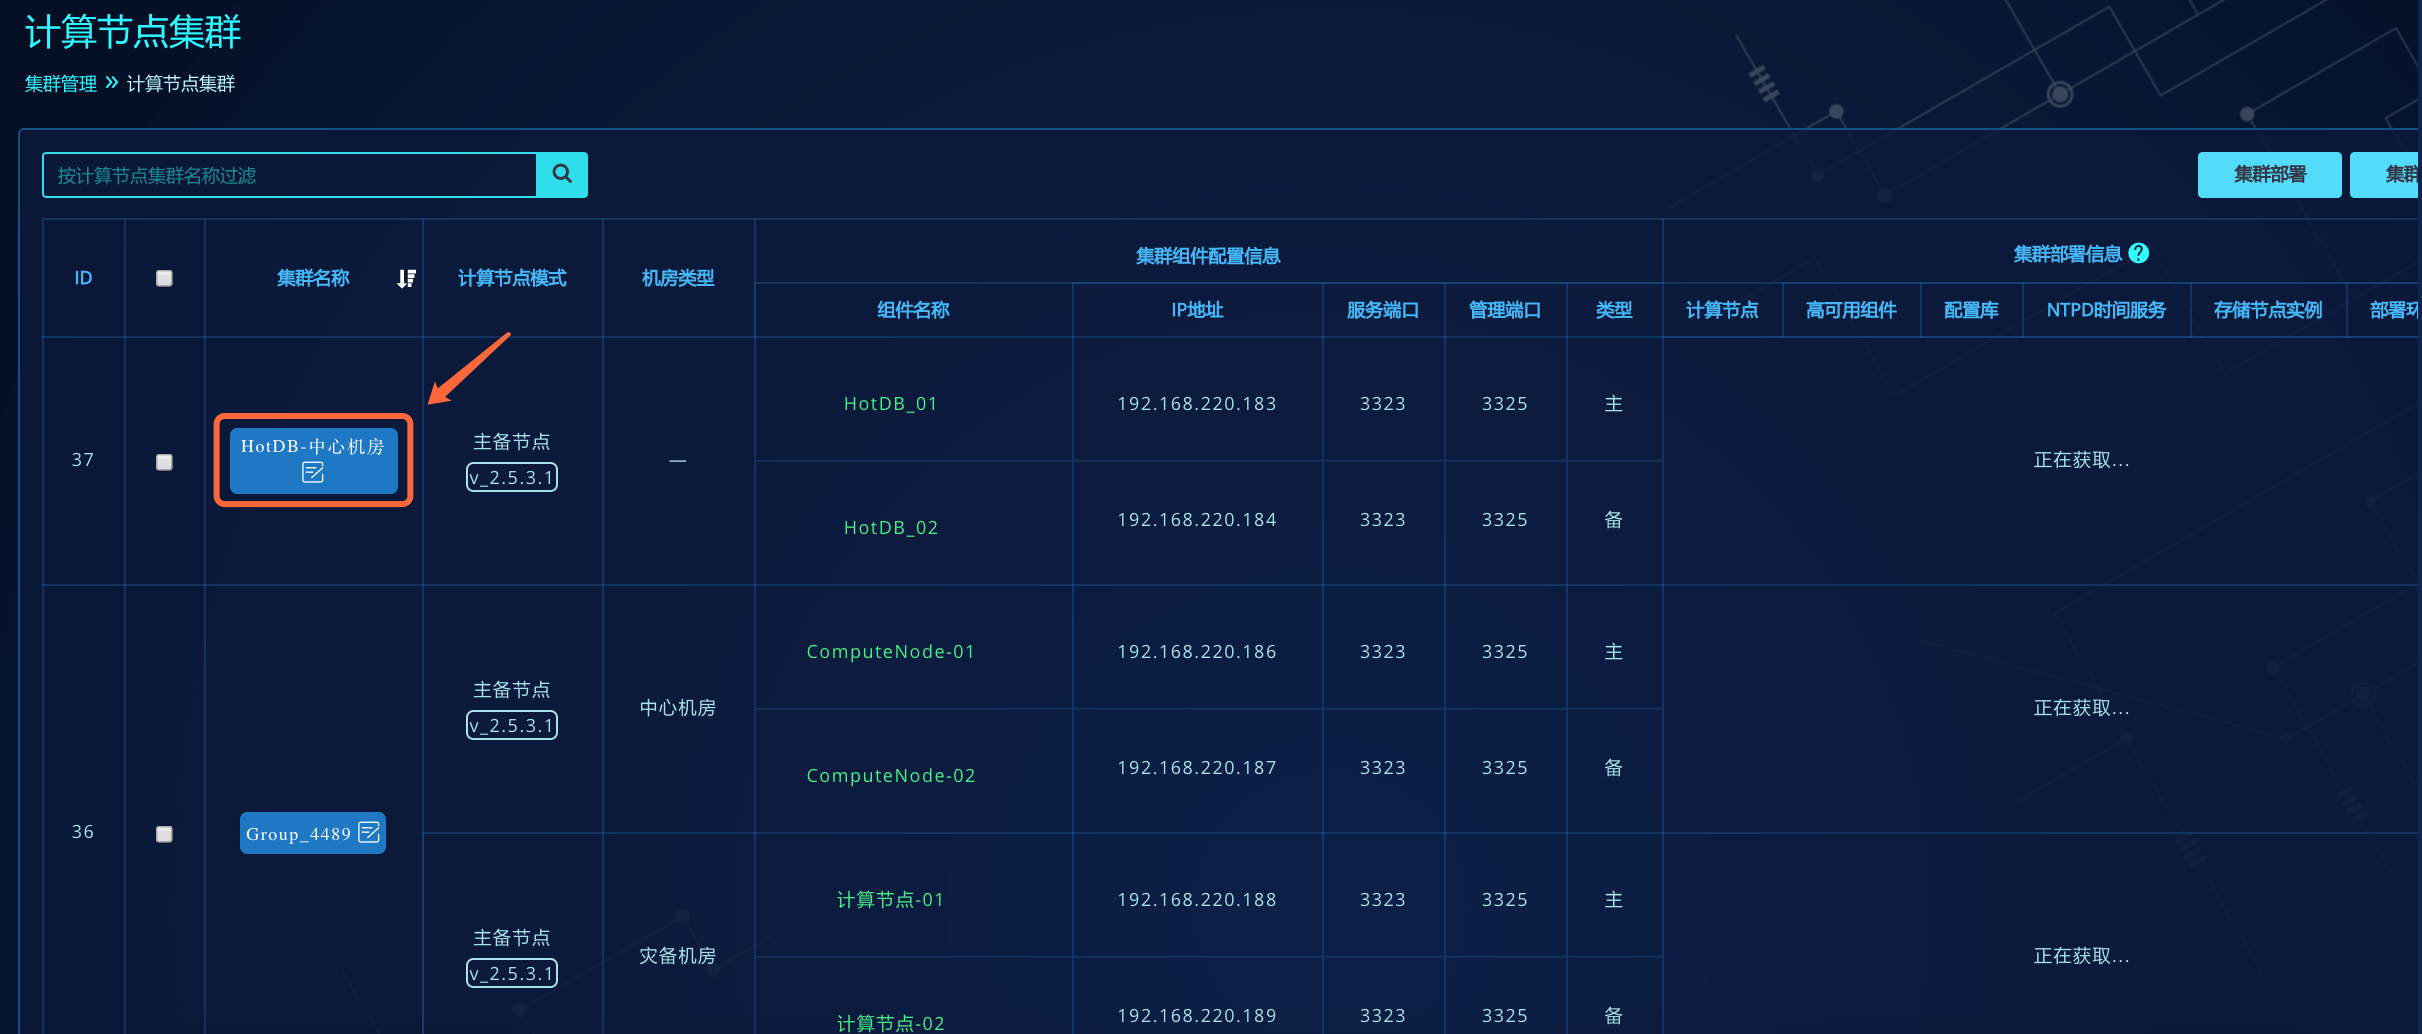 计算节点集群
集群管理 » 计算节点集群
按计算节点集群名称过滤
集群部署
集群
ID
集群名称
计算节点模式
机房类型
集群组件配置信息
集群部署信息
组件名称
IP地址
服务端口
管理端口
类型
计算节点
高可用组件
配置库
NTPD时间服务
存储节点实例
部署环
37
HotDB-中心机房
主备节点
v_2.5.3.1
—
HotDB_01
192.168.220.183
3323
3325
主
HotDB_02
192.168.220.184
3323
3325
备
正在获取...
36
Group_4489
主备节点
v_2.5.3.1
中心机房
ComputeNode-01
192.168.220.186
3323
3325
主
ComputeNode-02
192.168.220.187
3323
3325
备
正在获取...
主备节点
v_2.5.3.1
灾备机房
计算节点-01
192.168.220.188
3323
3325
主
计算节点-02
192.168.220.189
3323
3325
备
正在获取...